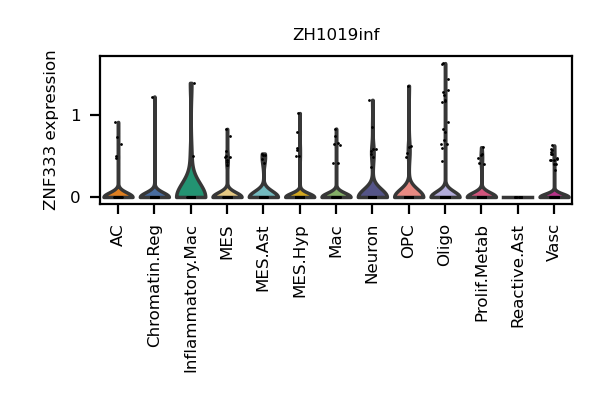 ZH1019inf
ZNF333 expression
1
0
AC
Chromatin.Reg
Inflammatory.Mac
MES
MES.Ast
MES.Hyp
Mac
Neuron
OPC
Oligo
Prolif.Metab
Reactive.Ast
Vasc